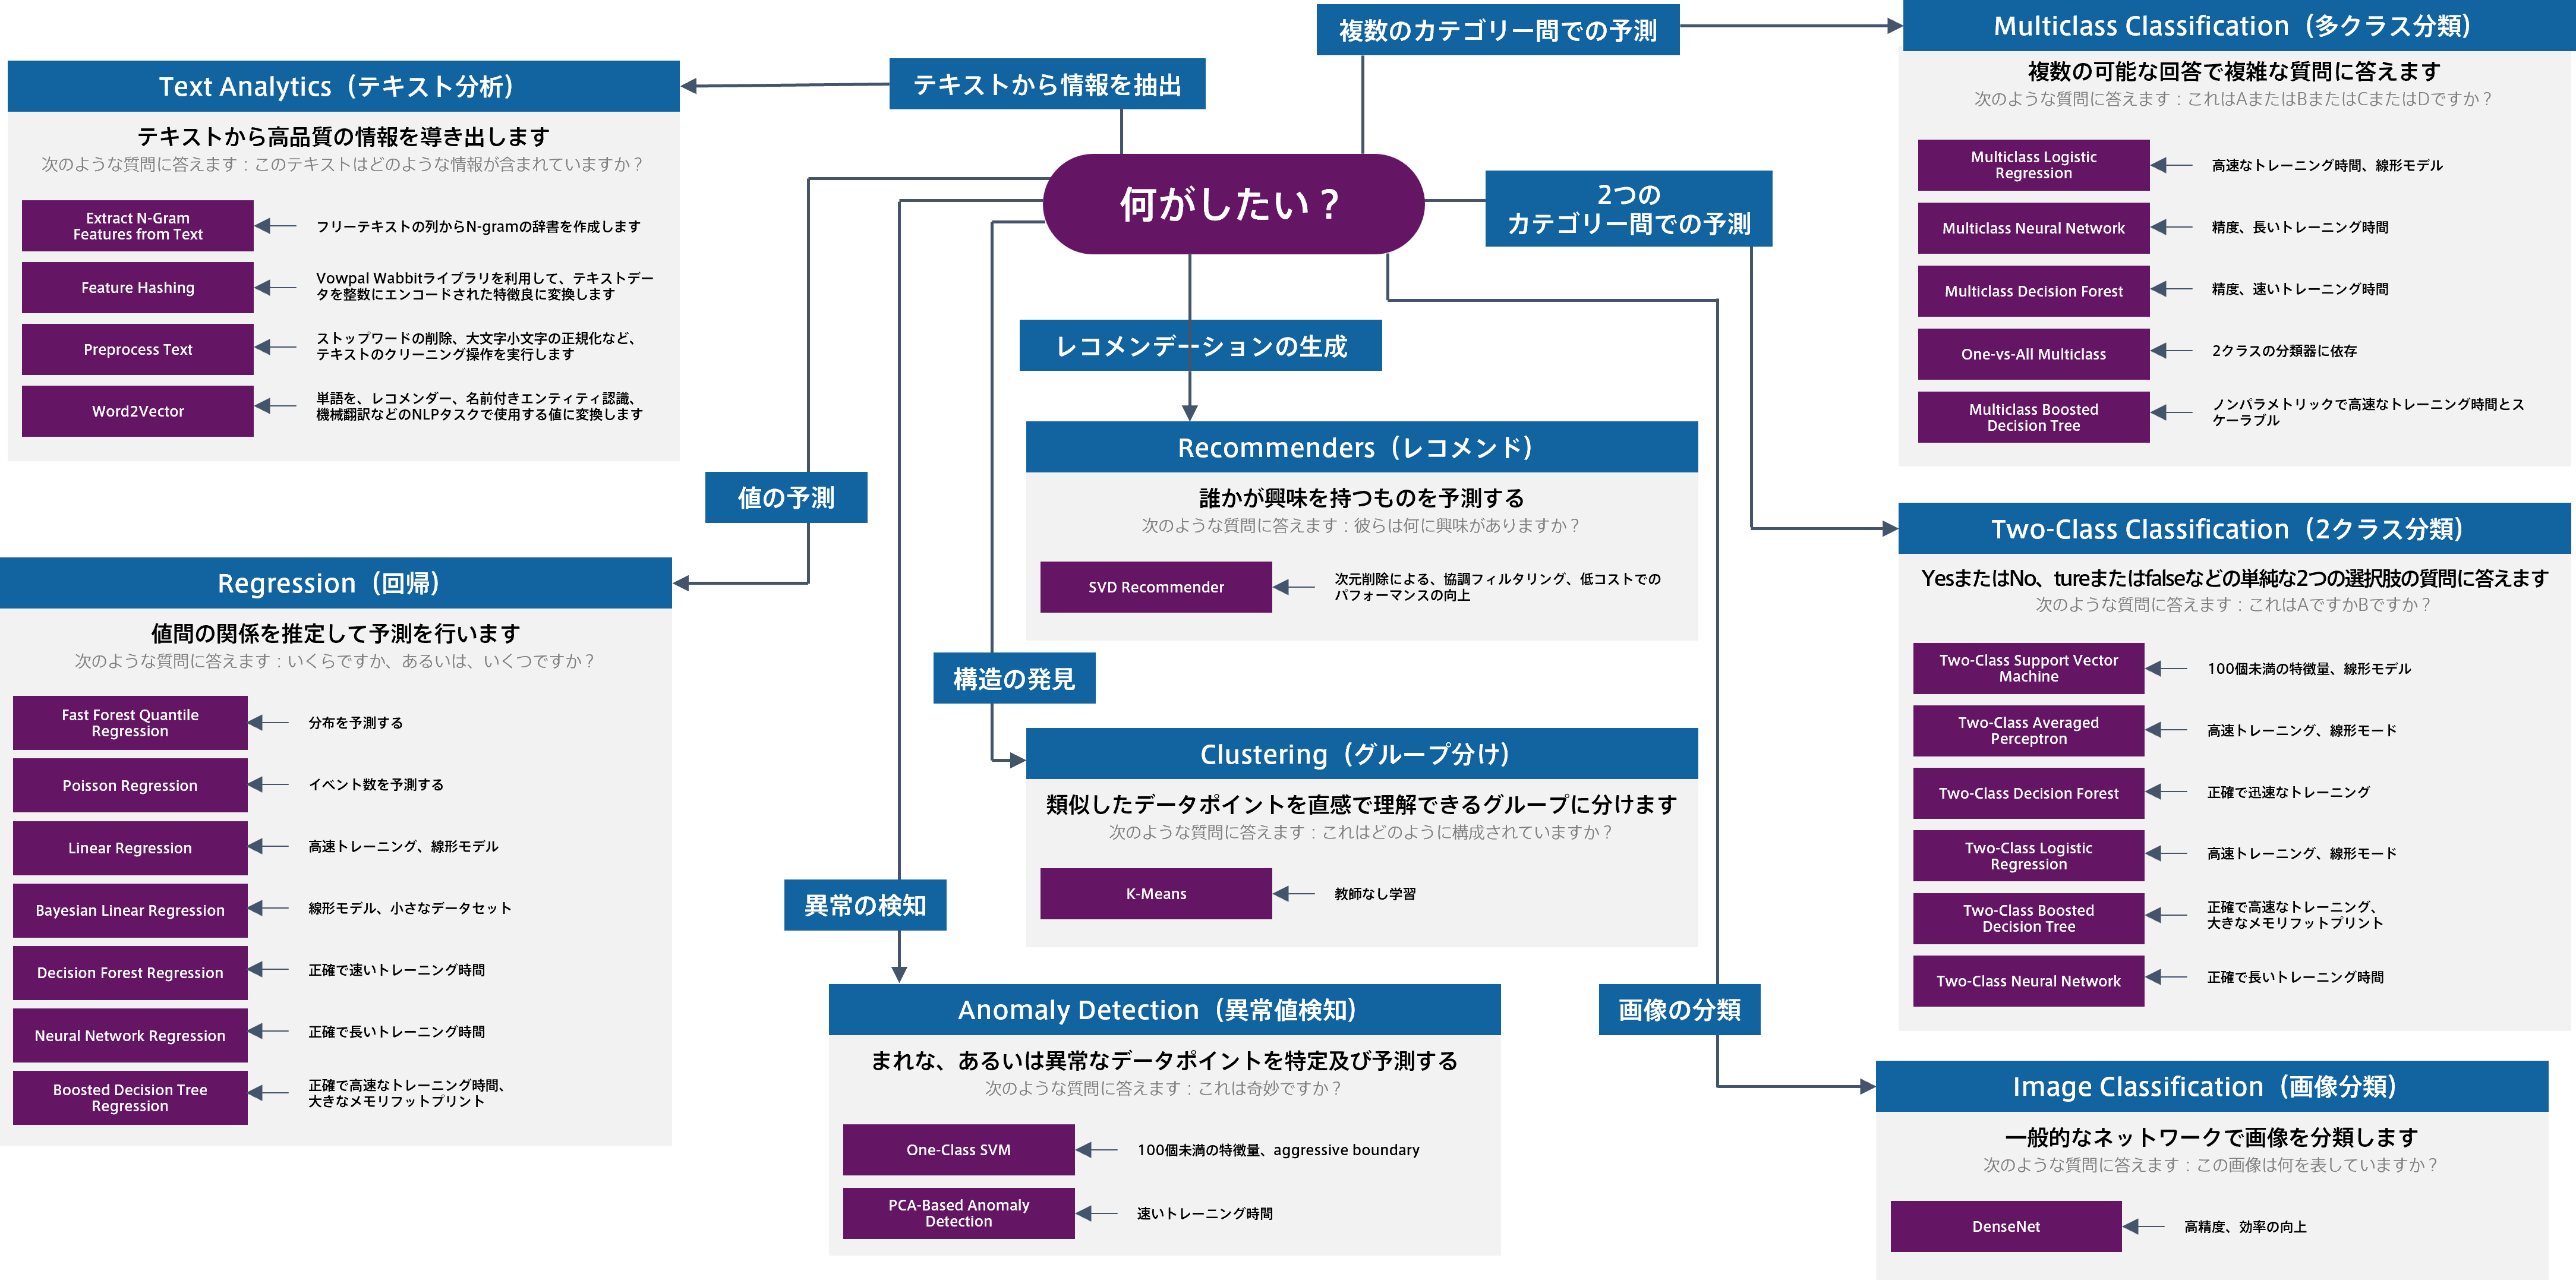 何がしたい？
テキストから情報を抽出
Text Analytics（テキスト分析）
テキストから高品質の情報を導き出します
次のような質問に答えます：このテキストはどのような情報が含まれていますか？
Extract N-Gram
Features from Text
フリーテキストの列からN-gramの辞書を作成します
Feature Hashing
Vowpal Wabbitライブラリを利用して、テキストデー
タを整数にエンコードされた特徴良に変換します
Preprocess Text
ストップワードの削除、大文字小文字の正規化など、
テキストのクリーニング操作を実行します
Word2Vector
単語を、レコメンダー、名前付きエンティティ認識、
機械翻訳などのNLPタスクで使用する値に変換します
値の予測
Regression（回帰）
値間の関係を推定して予測を行います
次のような質問に答えます：いくらですか、あるいは、いくつですか？
Fast Forest Quantile
Regression
分布を予測する
Poisson Regression
イベント数を予測する
Linear Regression
高速トレーニング、線形モデル
Bayesian Linear Regression
線形モデル、小さなデータセット
Decision Forest Regression
正確で速いトレーニング時間
Neural Network Regression
正確で長いトレーニング時間
Boosted Decision Tree
Regression
正確で高速なトレーニング時間、
大きなメモリフットプリント
レコメンデーションの生成
Recommenders（レコメンド）
誰かが興味を持つものを予測する
次のような質問に答えます：彼らは何に興味がありますか？
SVD Recommender
次元削除による、協調フィルタリング、低コストでの
パフォーマンスの向上
構造の発見
Clustering（グループ分け）
類似したデータポイントを直感で理解できるグループに分けます
次のような質問に答えます：これはどのように構成されていますか？
K-Means
教師なし学習
異常の検知
Anomaly Detection（異常値検知）
まれな、あるいは異常なデータポイントを特定及び予測する
次のような質問に答えます：これは奇妙ですか？
One-Class SVM
100個未満の特徴量、aggressive boundary
PCA-Based Anomaly
Detection
速いトレーニング時間
複数のカテゴリー間での予測
Multiclass Classification（多クラス分類）
複数の可能な回答で複雑な質問に答えます
次のような質問に答えます：これはAまたはBまたはCまたはDですか？
Multiclass Logistic
Regression
高速なトレーニング時間、線形モデル
Multiclass Neural Network
精度、長いトレーニング時間
Multiclass Decision Forest
精度、速いトレーニング時間
One-vs-All Multiclass
2クラスの分類器に依存
Multiclass Boosted
Decision Tree
ノンパラメトリックで高速なトレーニング時間とス
ケーラブル
2つの
カテゴリー間での予測
Two-Class Classification（2クラス分類）
YesまたはNo、tureまたはfalseなどの単純な2つの選択肢の質問に答えます
次のような質問に答えます：これはAですかBですか？
Two-Class Support Vector
Machine
100個未満の特徴量、線形モデル
Two-Class Averaged
Perceptron
高速トレーニング、線形モード
Two-Class Decision Forest
正確で迅速なトレーニング
Two-Class Logistic
Regression
高速トレーニング、線形モード
Two-Class Boosted
Decision Tree
正確で高速なトレーニング、
大きなメモリフットプリント
Two-Class Neural Network
正確で長いトレーニング時間
画像の分類
Image Classification（画像分類）
一般的なネットワークで画像を分類します
次のような質問に答えます：この画像は何を表していますか？
DenseNet
高精度、効率の向上